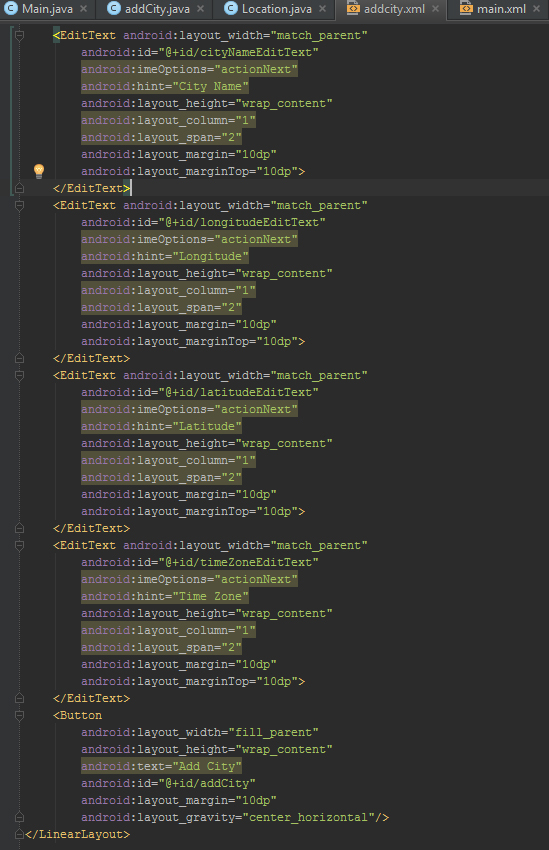 Main.java × addCity.java × Location.java × addcity.xml × main.xml ×
<EditText android:layout_width="match_parent"
android:id="@+id/cityNameEditText"
android:imeOptions="actionNext"
android:hint="City Name"
android:layout_height="wrap_content"
android:layout_column="1"
android:layout_span="2"
android:layout_margin="10dp"
android:layout_marginTop="10dp">
</EditText>
<EditText android:layout_width="match_parent"
android:id="@+id/longitudeEditText"
android:imeOptions="actionNext"
android:hint="Longitude"
android:layout_height="wrap_content"
android:layout_column="1"
android:layout_span="2"
android:layout_margin="10dp"
android:layout_marginTop="10dp">
</EditText>
<EditText android:layout_width="match_parent"
android:id="@+id/latitudeEditText"
android:imeOptions="actionNext"
android:hint="Latitude"
android:layout_height="wrap_content"
android:layout_column="1"
android:layout_span="2"
android:layout_margin="10dp"
android:layout_marginTop="10dp">
</EditText>
<EditText android:layout_width="match_parent"
android:id="@+id/timeZoneEditText"
android:imeOptions="actionNext"
android:hint="Time Zone"
android:layout_height="wrap_content"
android:layout_column="1"
android:layout_span="2"
android:layout_margin="10dp"
android:layout_marginTop="10dp">
</EditText>
<Button
android:layout_width="fill_parent"
android:layout_height="wrap_content"
android:text="Add City"
android:id="@+id/addCity"
android:layout_margin="10dp"
android:layout_gravity="center_horizontal"/>
</LinearLayout>